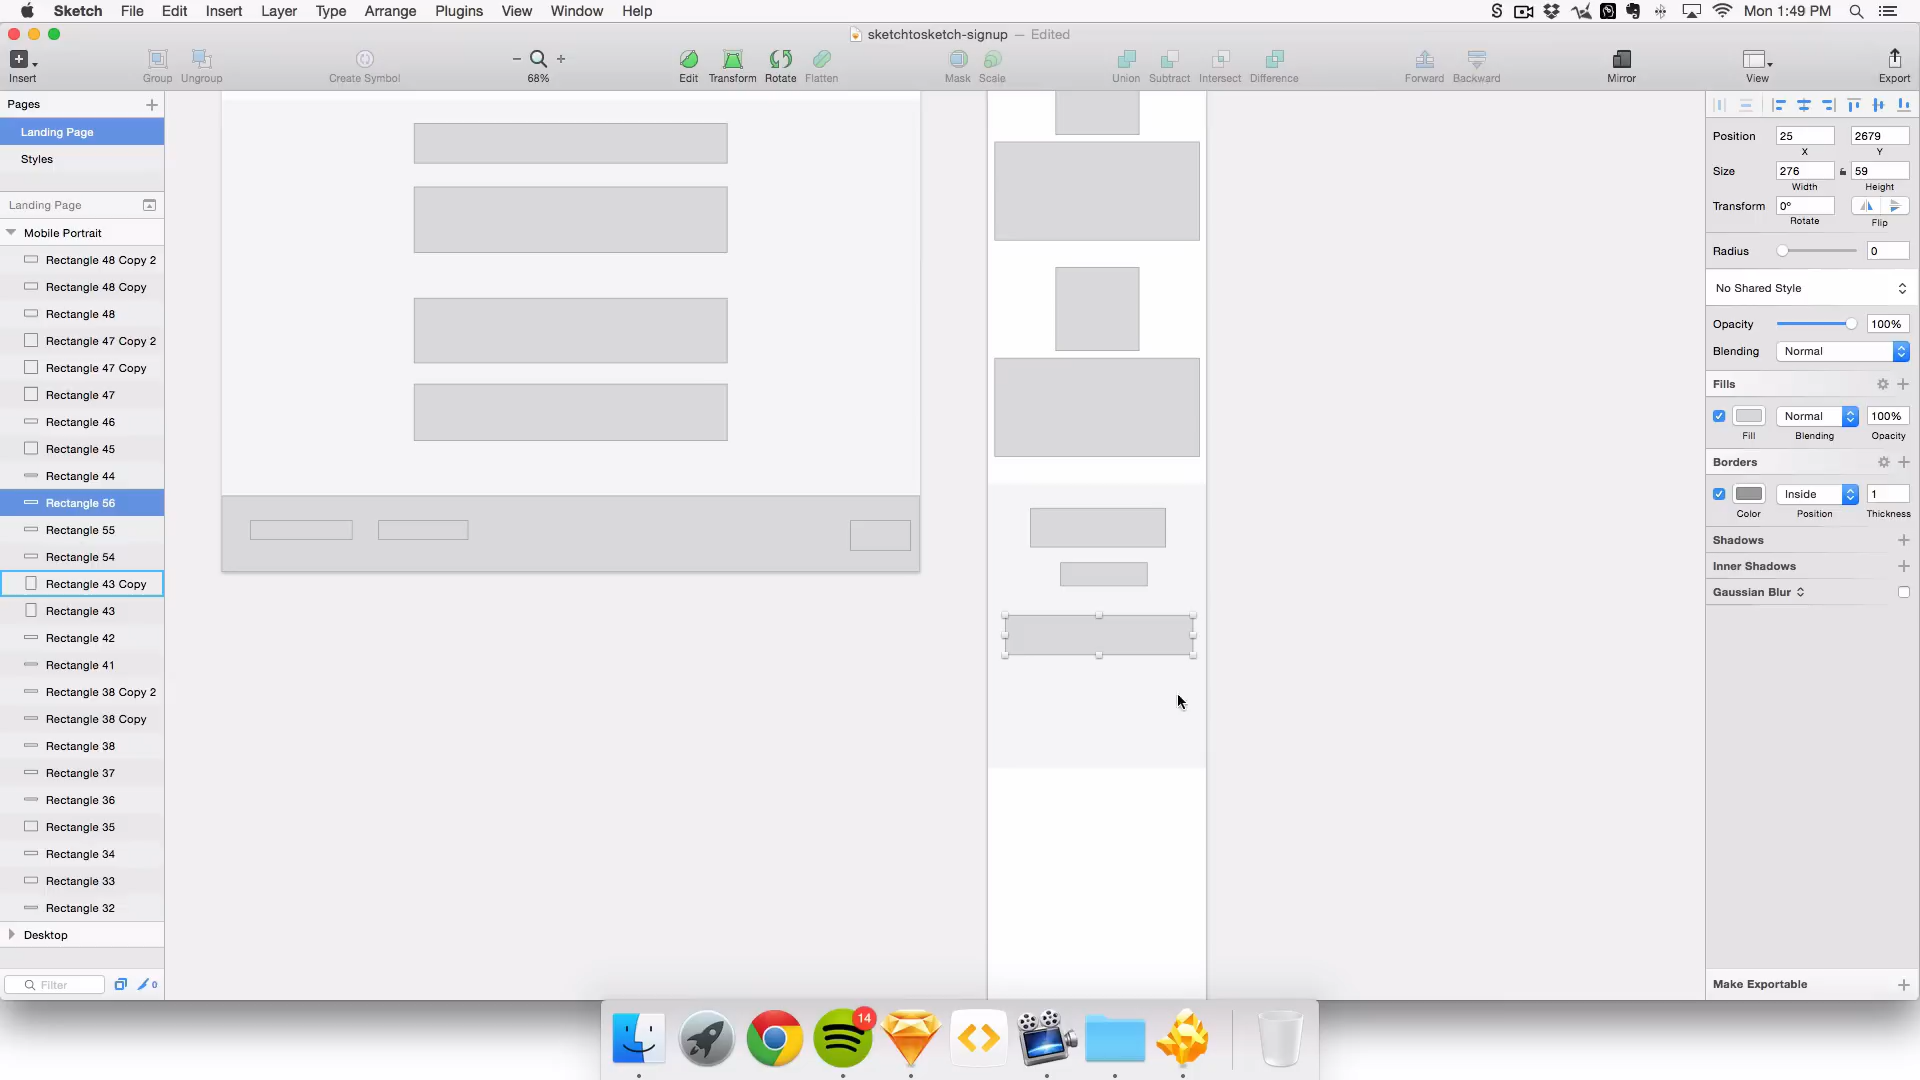 Sketch File Edit Insert Layer Type Arrange Plugins View Window Help Mon 1:49 PM
sketchtosketch-signup — Edited
Insert Group Ungroup Create Symbol 68% Edit Transform Rotate Flatten Mask Scale Union Subtract Intersect Difference Forward Backward Mirror View Export
Pages
Landing Page
Styles
Landing Page
Mobile Portrait
Rectangle 48 Copy 2
Rectangle 48 Copy
Rectangle 48
Rectangle 47 Copy 2
Rectangle 47 Copy
Rectangle 47
Rectangle 46
Rectangle 45
Rectangle 44
Rectangle 56
Rectangle 55
Rectangle 54
Rectangle 43 Copy
Rectangle 43
Rectangle 42
Rectangle 41
Rectangle 38 Copy 2
Rectangle 38 Copy
Rectangle 38
Rectangle 37
Rectangle 36
Rectangle 35
Rectangle 34
Rectangle 33
Rectangle 32
Desktop
Filter 0
Position 25 2679
X Y
Size 276 59
Width Height
Transform 0°
Rotate Flip
Radius 0
No Shared Style
Opacity 100%
Blending Normal
Fills
Normal 100%
Fill Blending Opacity
Borders
Inside 1
Color Position Thickness
Shadows
Inner Shadows
Gaussian Blur
Make Exportable
14